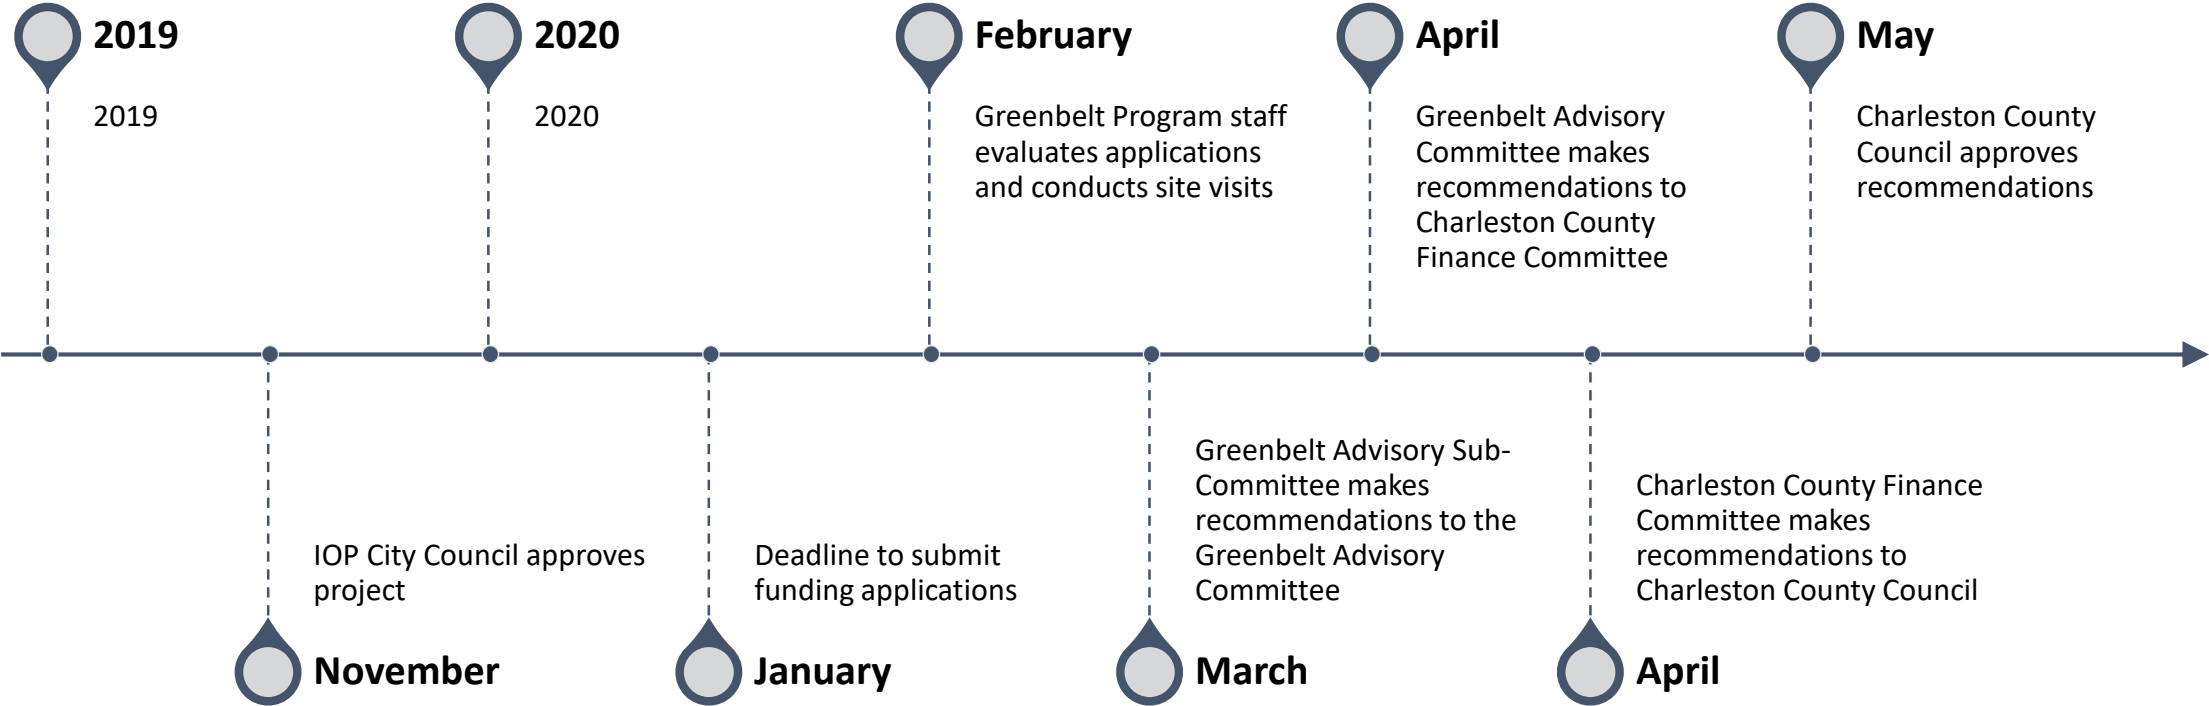 2019
2019
2020
2020
February
Greenbelt Program staff
evaluates applications
and conducts site visits
April
Greenbelt Advisory
Committee makes
recommendations to
Charleston County
Finance Committee
May
Charleston County
Council approves
recommendations
IOP City Council approves
project
November
Deadline to submit
funding applications
January
Greenbelt Advisory Sub-
Committee makes
recommendations to the
Greenbelt Advisory
Committee
March
Charleston County Finance
Committee makes
recommendations to
Charleston County Council
April